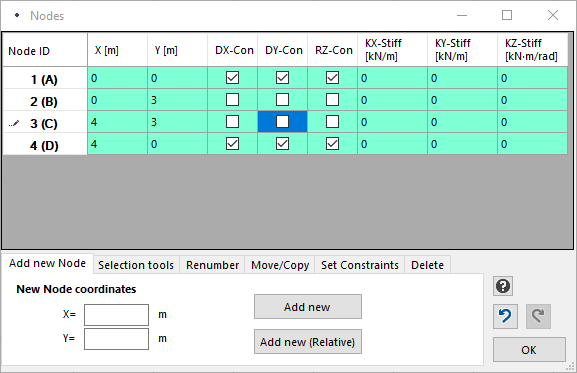 Nodes
Node ID X [m] Y [m] DX-Con DY-Con RZ-Con KX-Stiff [kN/m] KY-Stiff [kN/m] KZ-Stiff [kN·m/rad]
1 (A) 0 0 0 0 0
2 (B) 0 3 0 0 0
3 (C) 4 3 0 0 0
4 (D) 4 0 0 0 0
Add new Node Selection tools Renumber Move/Copy Set Constraints Delete
New Node coordinates
X= m Add new
Y= m Add new (Relative)
OK